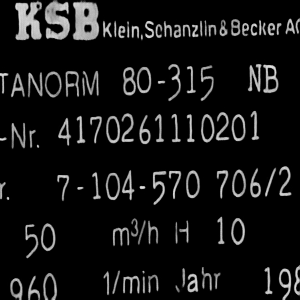 KSB Klein, Schanzlin & Becker A
TANORM 80-315 NB
-Nr. 4170261110201
r. 7-104-570 706/2
50 m³/h H 10
960 1/min Jahr 198